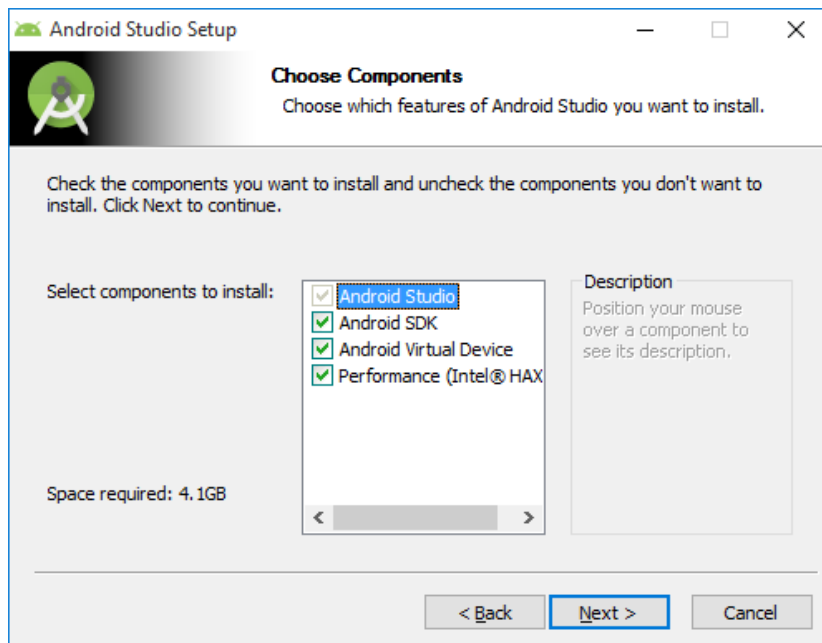 Android Studio Setup
Choose Components
Choose which features of Android Studio you want to install.
Check the components you want to install and uncheck the components you don't want to
install. Click Next to continue.
Select components to install:
Android Studio
Android SDK
Android Virtual Device
Performance (Intel® HAX
Description
Position your mouse
over a component to
see its description.
Space required: 4.1GB
< Back
Next >
Cancel